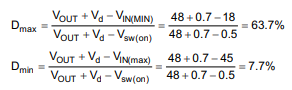 D_max = (V_OUT + V_d − V_IN(MIN)) / (V_OUT + V_d − V_sw(on)) = (48 + 0.7 − 18) / (48 + 0.7 − 0.5) = 63.7%
D_min = (V_OUT + V_d − V_IN(max)) / (V_OUT + V_d − V_sw(on)) = (48 + 0.7 − 45) / (48 + 0.7 − 0.5) = 7.7%